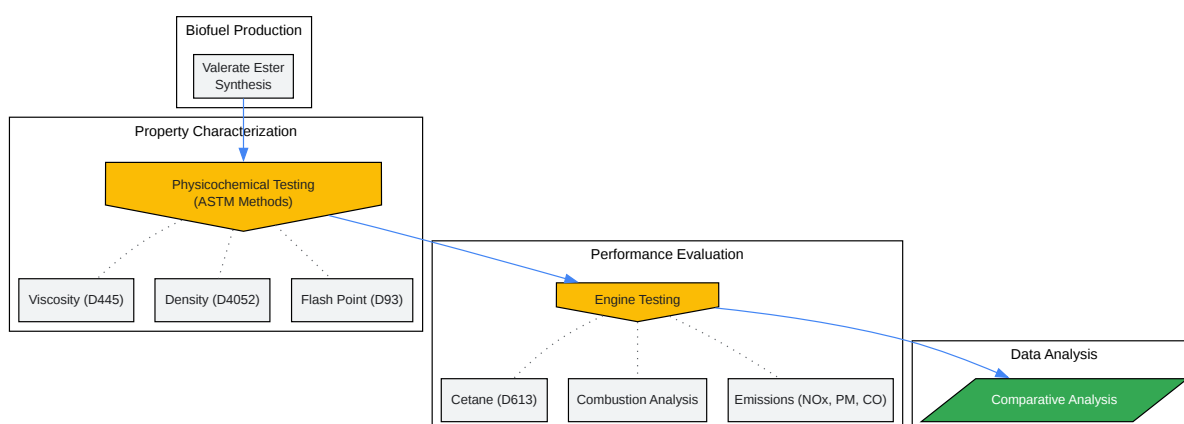 Biofuel Production
Valerate Ester
Synthesis
Property Characterization
Physicochemical Testing
(ASTM Methods)
Viscosity (D445)
Density (D4052)
Flash Point (D93)
Performance Evaluation
Engine Testing
Cetane (D613)
Combustion Analysis
Emissions (NOx, PM, CO)
Data Analysis
Comparative Analysis